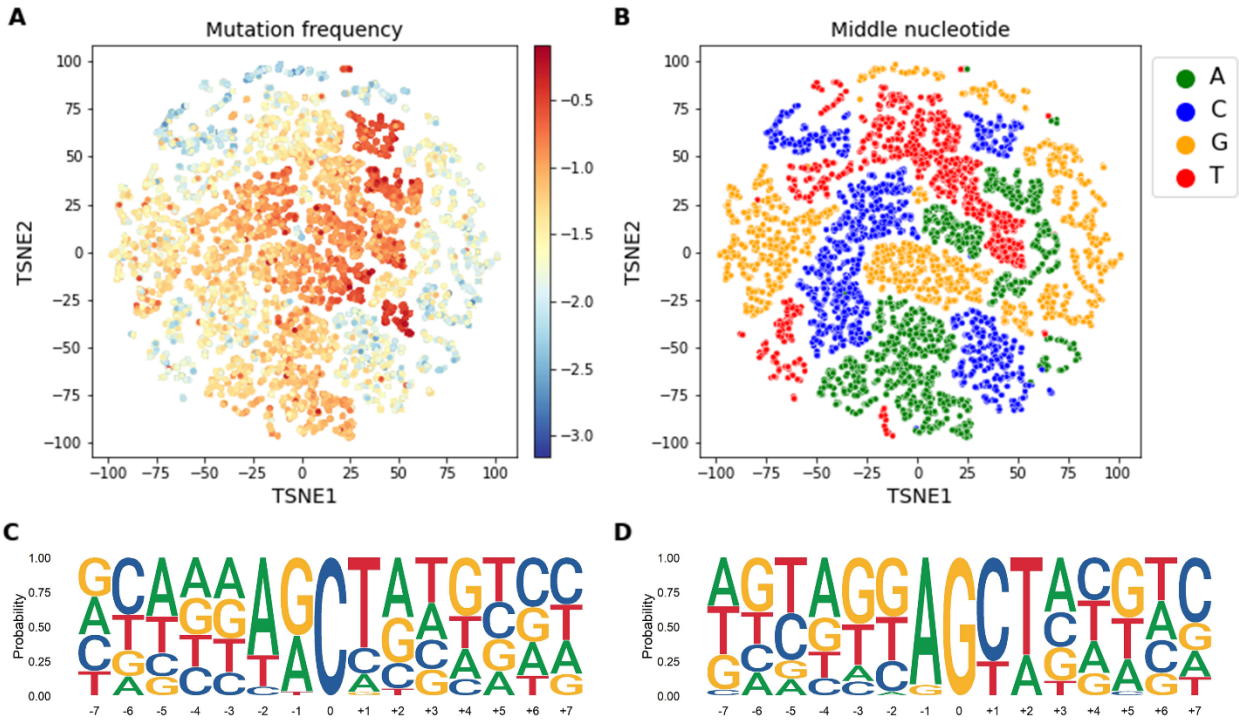 A
Mutation frequency
100
75
50
25
0
−25
−50
−75
−100
TSNE2
−100 −75 −50 −25 0 25 50 75 100
TSNE1
−0.5
−1.0
−1.5
−2.0
−2.5
−3.0
B
Middle nucleotide
100
75
50
25
0
−25
−50
−75
−100
TSNE2
−100 −75 −50 −25 0 25 50 75 100
TSNE1
A
C
G
T
C
Probability
1.00
0.75
0.50
0.25
0.00
G C A A A A G C T A T G T C C
A T T G G T A C G A T C G T
C G C T T C A C C A G A A
T A G C C G T G C A T G
-7 -6 -5 -4 -3 -2 -1 0 +1 +2 +3 +4 +5 +6 +7
D
Probability
1.00
0.75
0.50
0.25
0.00
A G T A G G A G C T A C G T C
T T C G T T G T A C T T A G
G C G T A C G A A C A
C A A C C A T G C G T
-7 -6 -5 -4 -3 -2 -1 0 +1 +2 +3 +4 +5 +6 +7